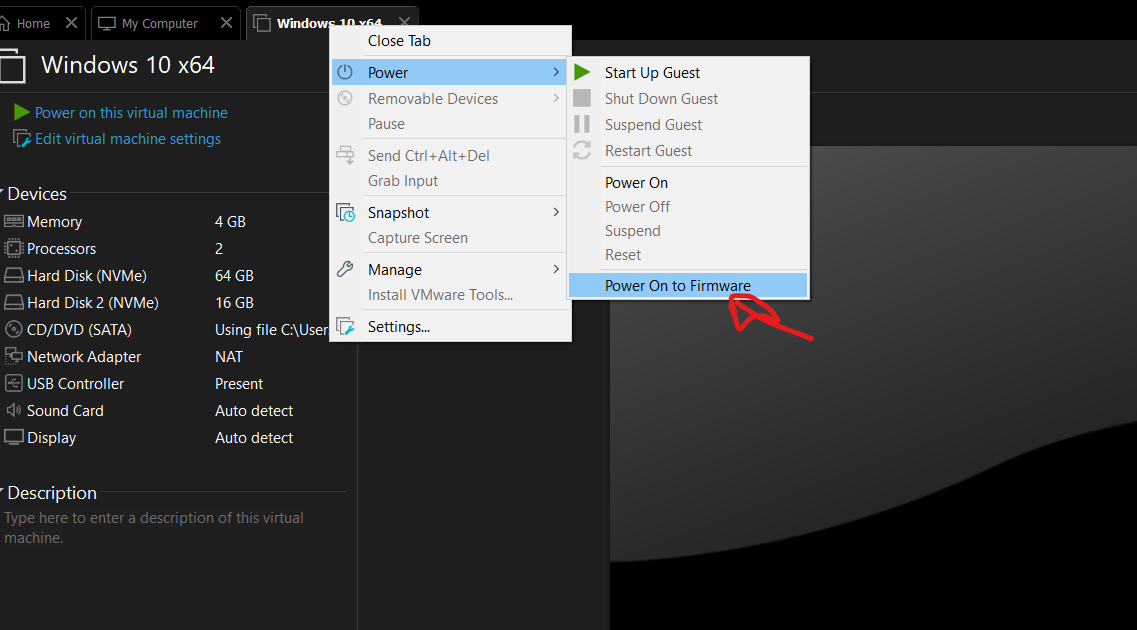 Home
My Computer
Windows 10 x64
Windows 10 x64
Power on this virtual machine
Edit virtual machine settings
Devices
Memory 4 GB
Processors 2
Hard Disk (NVMe) 64 GB
Hard Disk 2 (NVMe) 16 GB
CD/DVD (SATA) Using file C:\User
Network Adapter NAT
USB Controller Present
Sound Card Auto detect
Display Auto detect
Description
Type here to enter a description of this virtual
machine.
Close Tab
Power
Removable Devices
Pause
Send Ctrl+Alt+Del
Grab Input
Snapshot
Capture Screen
Manage
Install VMware Tools...
Settings...
Start Up Guest
Shut Down Guest
Suspend Guest
Restart Guest
Power On
Power Off
Suspend
Reset
Power On to Firmware